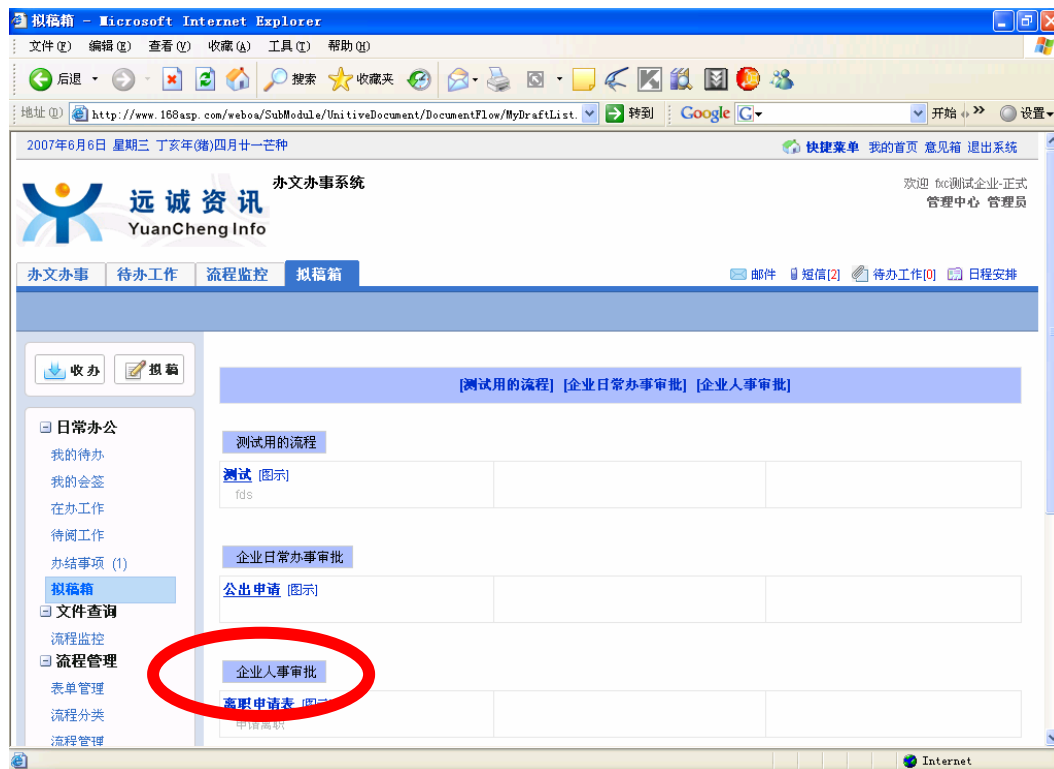 拟稿箱 - Microsoft Internet Explorer
文件(F) 编辑(E) 查看(V) 收藏(A) 工具(T) 帮助(H)
后退 搜索 收藏夹
地址(D) http://www.168asp.com/weboa/SubModule/UnitiveDocument/DocumentFlow/MyDraftList. 转到 Google G 开始 设置
2007年6月6日 星期三 丁亥年(猪)四月廿一芒种 快捷菜单 我的首页 意见箱 退出系统
办文办事系统 欢迎 fxc测试企业-正式
远诚资讯 管理中心 管理员
YuanCheng Info
办文办事 待办工作 流程监控 拟稿箱 邮件 短信[2] 待办工作[0] 日程安排
收办 拟稿
[测试用的流程] [企业日常办事审批] [企业人事审批]
日常办公
我的待办
我的会签
在办工作
待阅工作
办结事项 (1)
拟稿箱
文件查询
流程监控
流程管理
表单管理
流程分类
流程管理
测试用的流程
测试 [图示]
fds
企业日常办事审批
公出申请 [图示]
企业人事审批
离职申请表 [图示]
申请离职
Internet